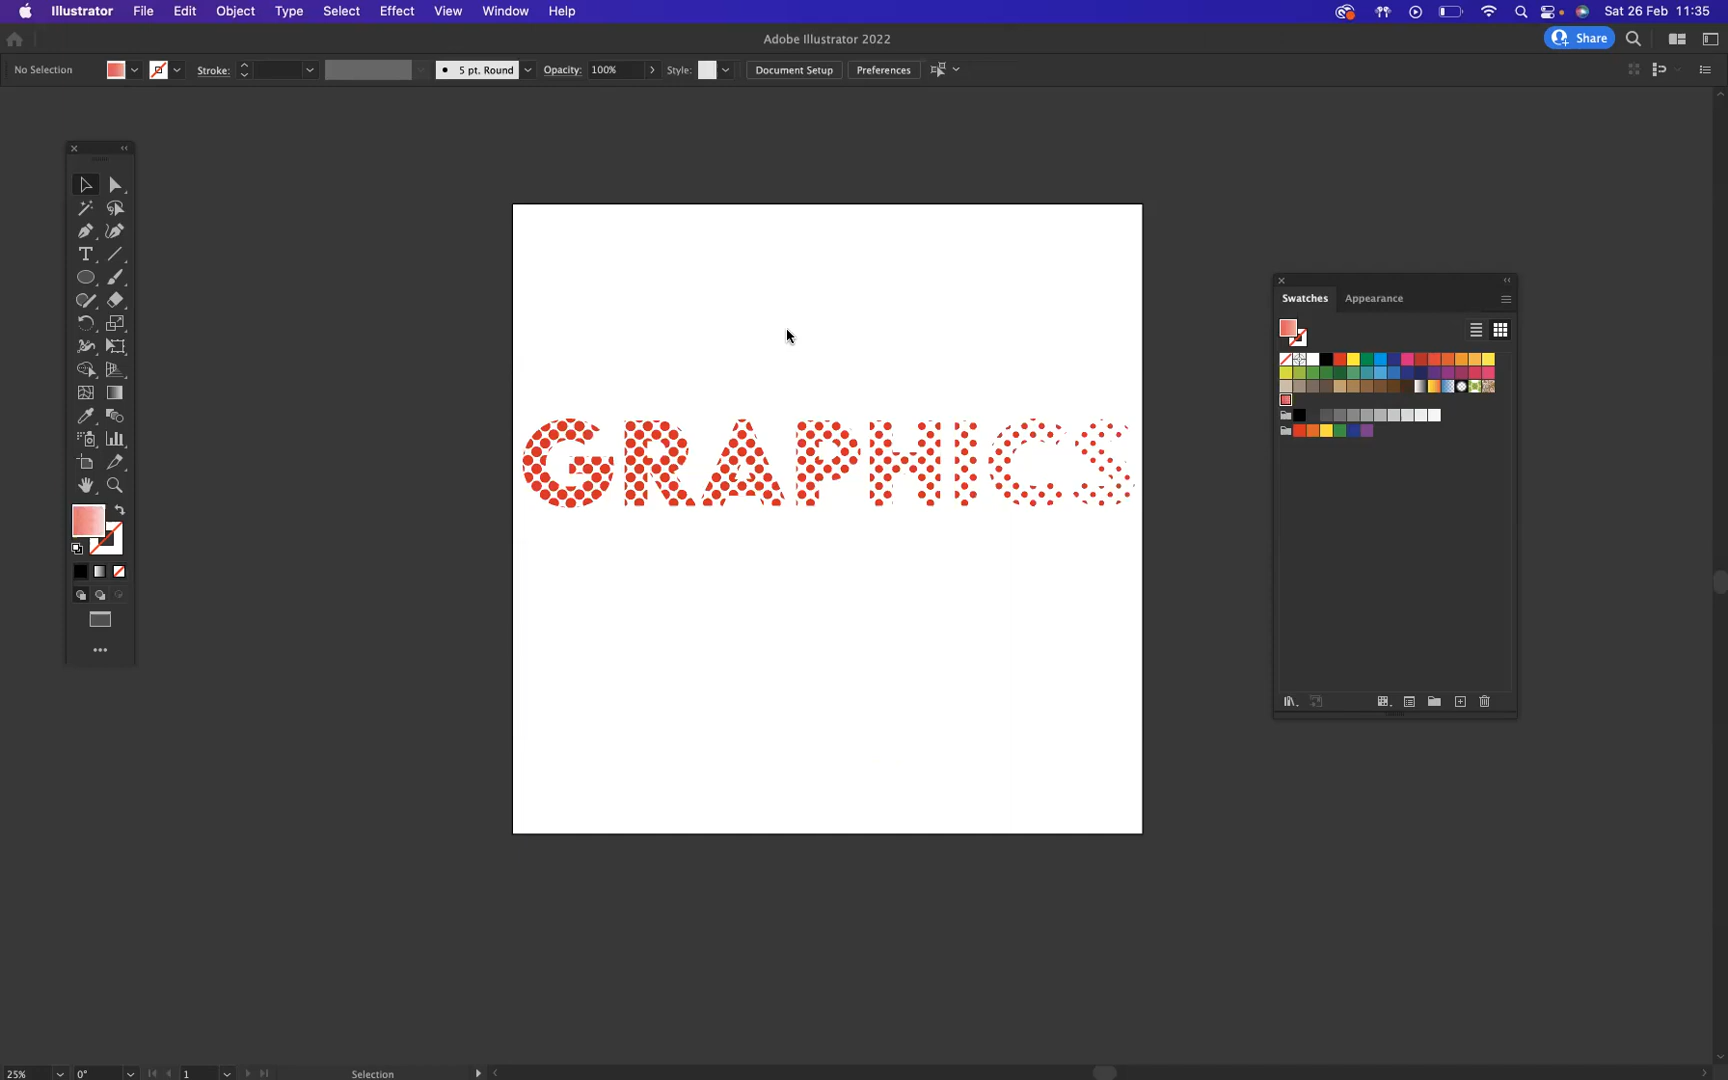 Illustrator File Edit Object Type Select Effect View Window Help Sat 26 Feb 11:35
Adobe Illustrator 2022 Share
No Selection Stroke: 5 pt. Round Opacity: 100% Style: Document Setup Preferences
Swatches Appearance
GRAPHICS
25% 0° 1 Selection